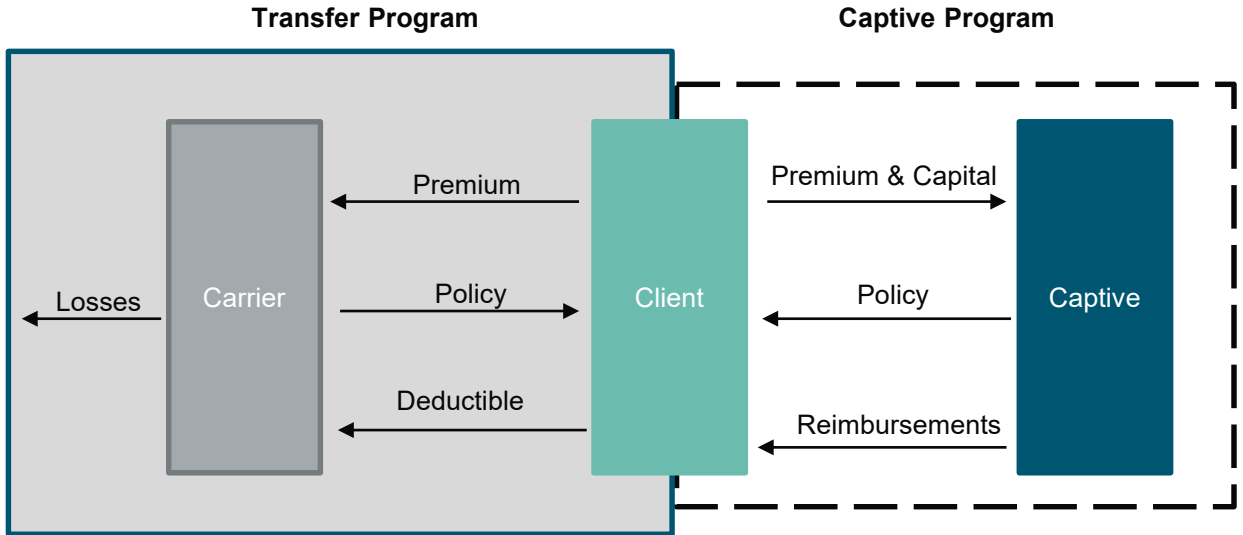 Transfer Program
Captive Program
Premium
Premium & Capital
Losses
Carrier
Policy
Client
Policy
Captive
Deductible
Reimbursements